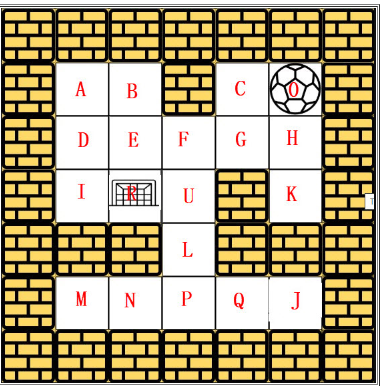 A B C O
D E F G H
I R U K
L
M N P Q J